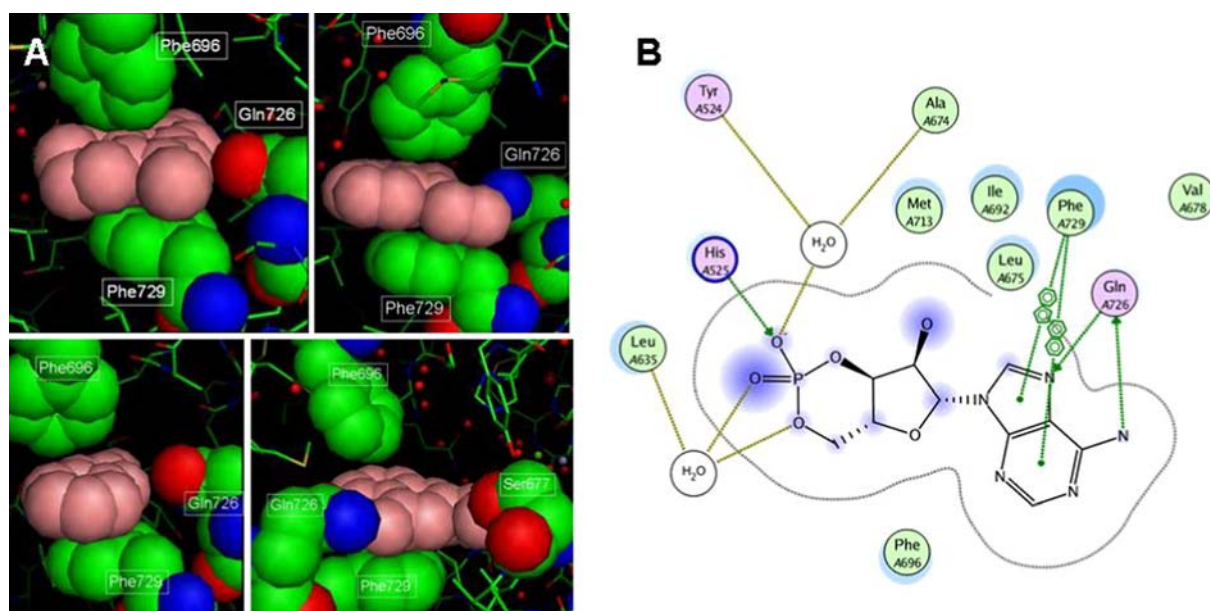 A
Phe696
Gln726
Phe729
Phe696
Gln726
Phe729
Phe696
Gln726
Phe729
Phe696
Ser677
Gln726
Phe729
B
Tyr
A524
Ala
A674
Met
A713
Ile
A692
Phe
A729
Val
A678
H₂O
His
A525
Leu
A675
Gln
A726
Leu
A635
O⁻
O
O
O
P
N
O
N
N
O
N
N
H₂O
Phe
A696